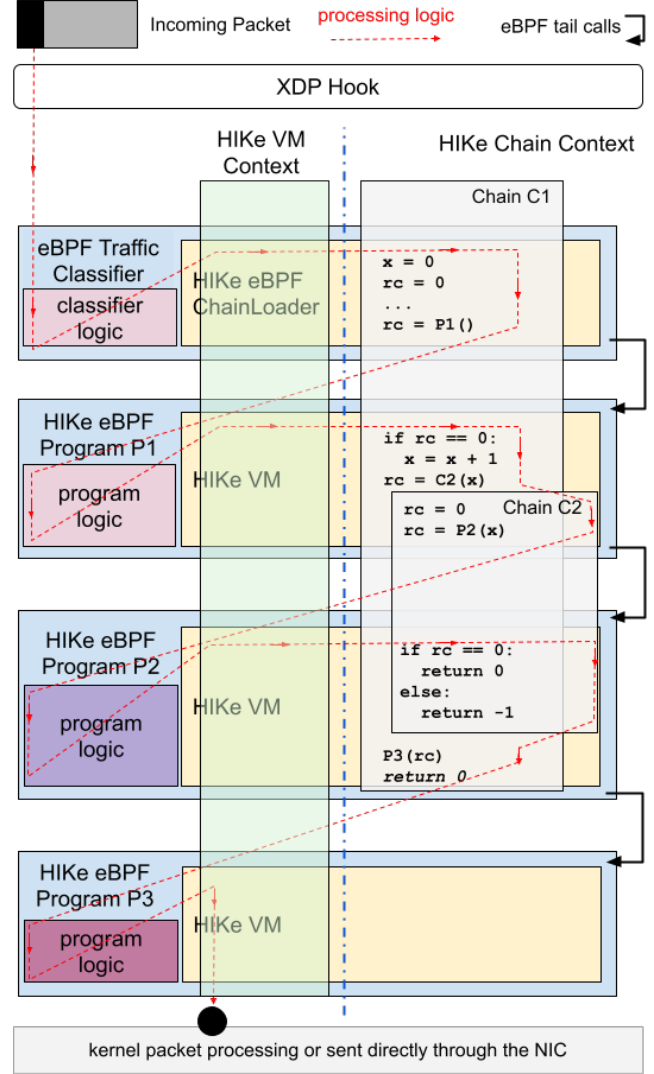 Incoming Packet
processing logic
eBPF tail calls
XDP Hook
HIKe VM
Context
HIKe Chain Context
Chain C1
eBPF Traffic
Classifier
classifier
logic
HIKe eBPF
ChainLoader
x = 0
rc = 0
...
rc = P1()
HIKe eBPF
Program P1
program
logic
HIKe VM
if rc == 0:
x = x + 1
rc = C2(x)
Chain C2
rc = 0
rc = P2(x)
HIKe eBPF
Program P2
program
logic
HIKe VM
if rc == 0:
return 0
else:
return -1
P3(rc)
return 0
HIKe eBPF
Program P3
program
logic
HIKe VM
kernel packet processing or sent directly through the NIC